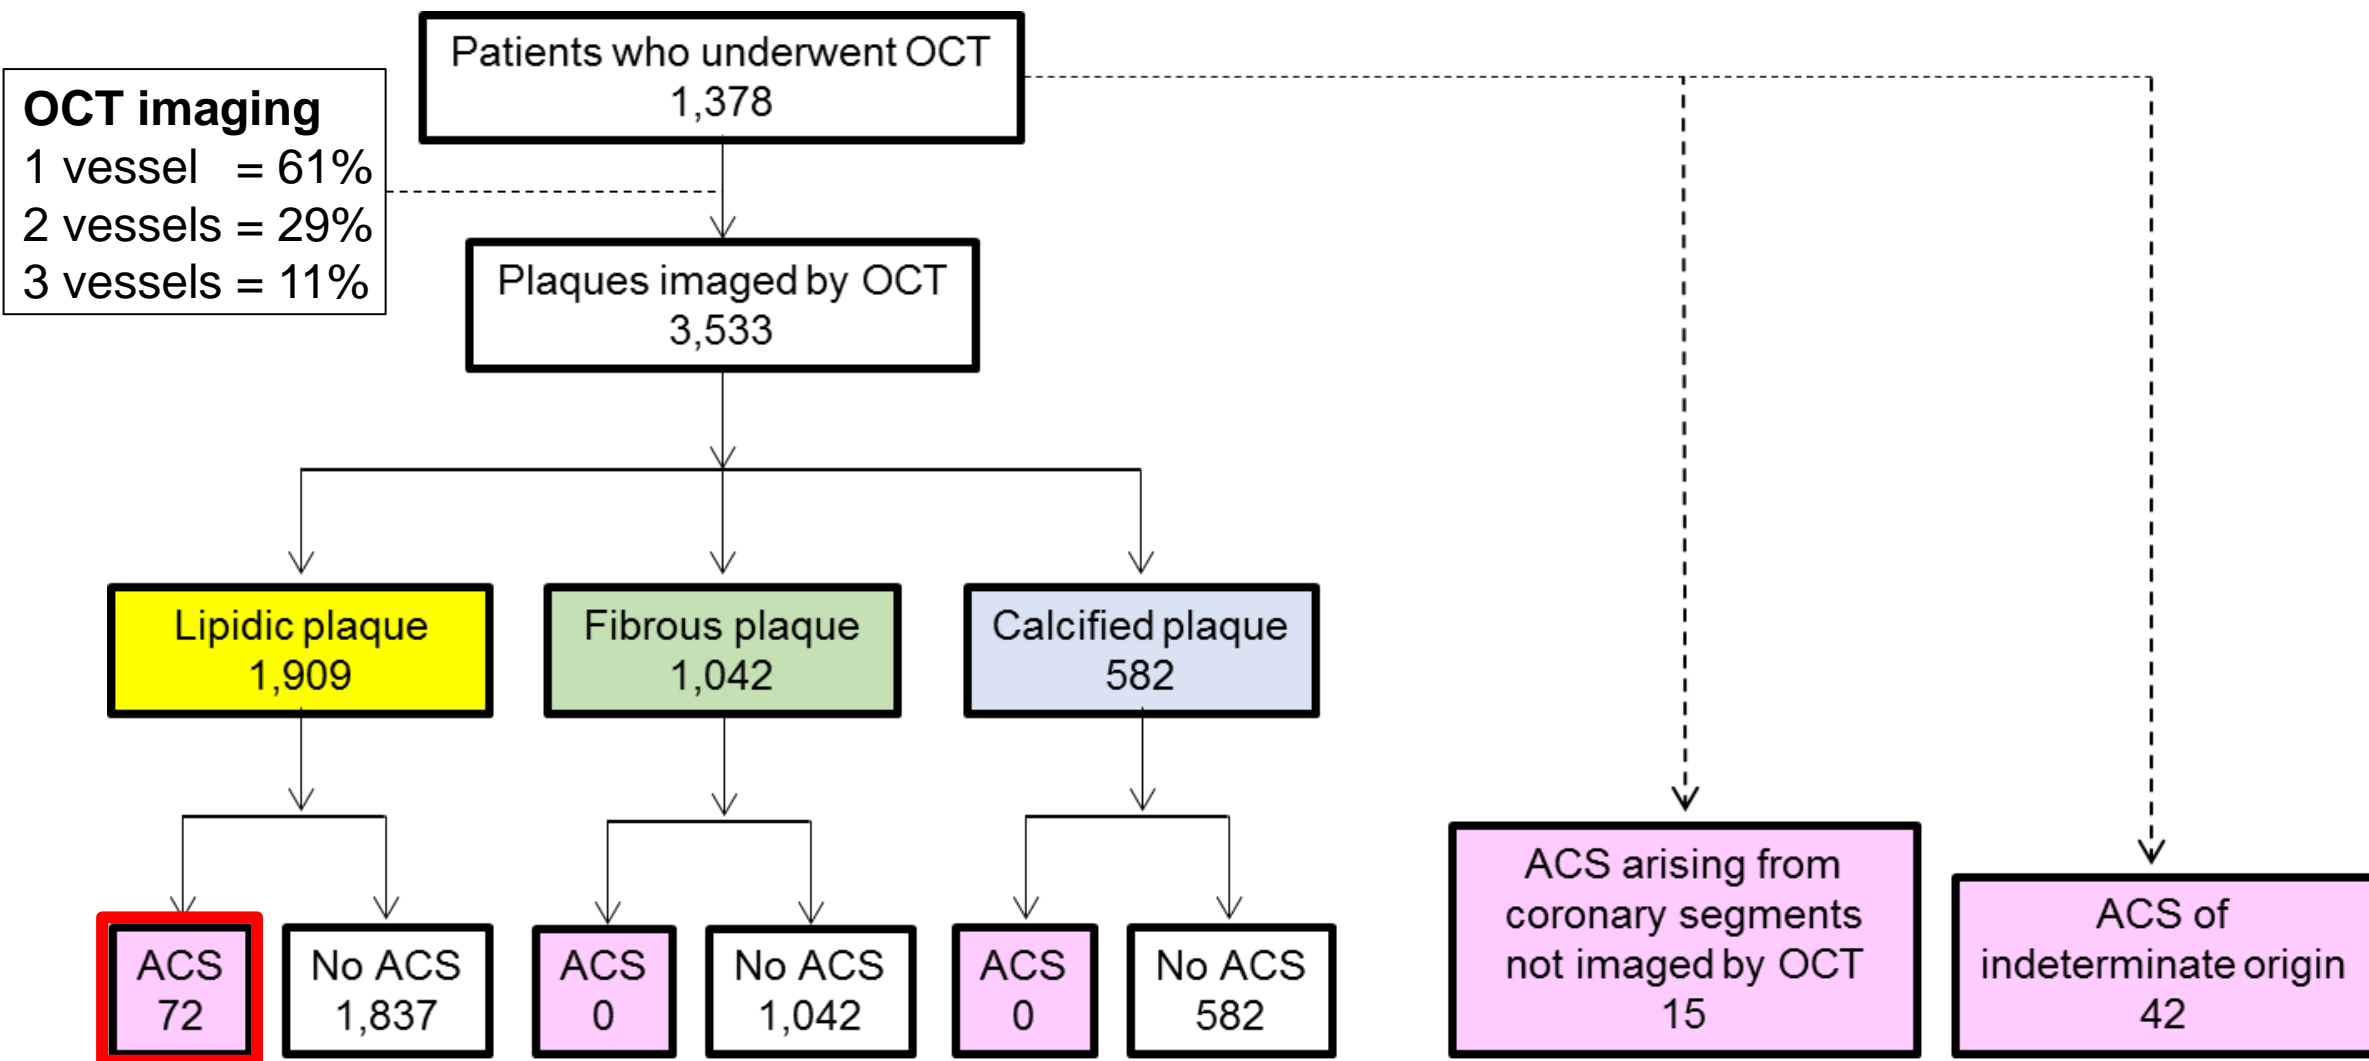 Patients who underwent OCT
1,378
OCT imaging
1 vessel = 61%
2 vessels = 29%
3 vessels = 11%
Plaques imaged by OCT
3,533
Lipidic plaque
1,909
Fibrous plaque
1,042
Calcified plaque
582
ACS
72
No ACS
1,837
ACS
0
No ACS
1,042
ACS
0
No ACS
582
ACS arising from
coronary segments
not imaged by OCT
15
ACS of
indeterminate origin
42